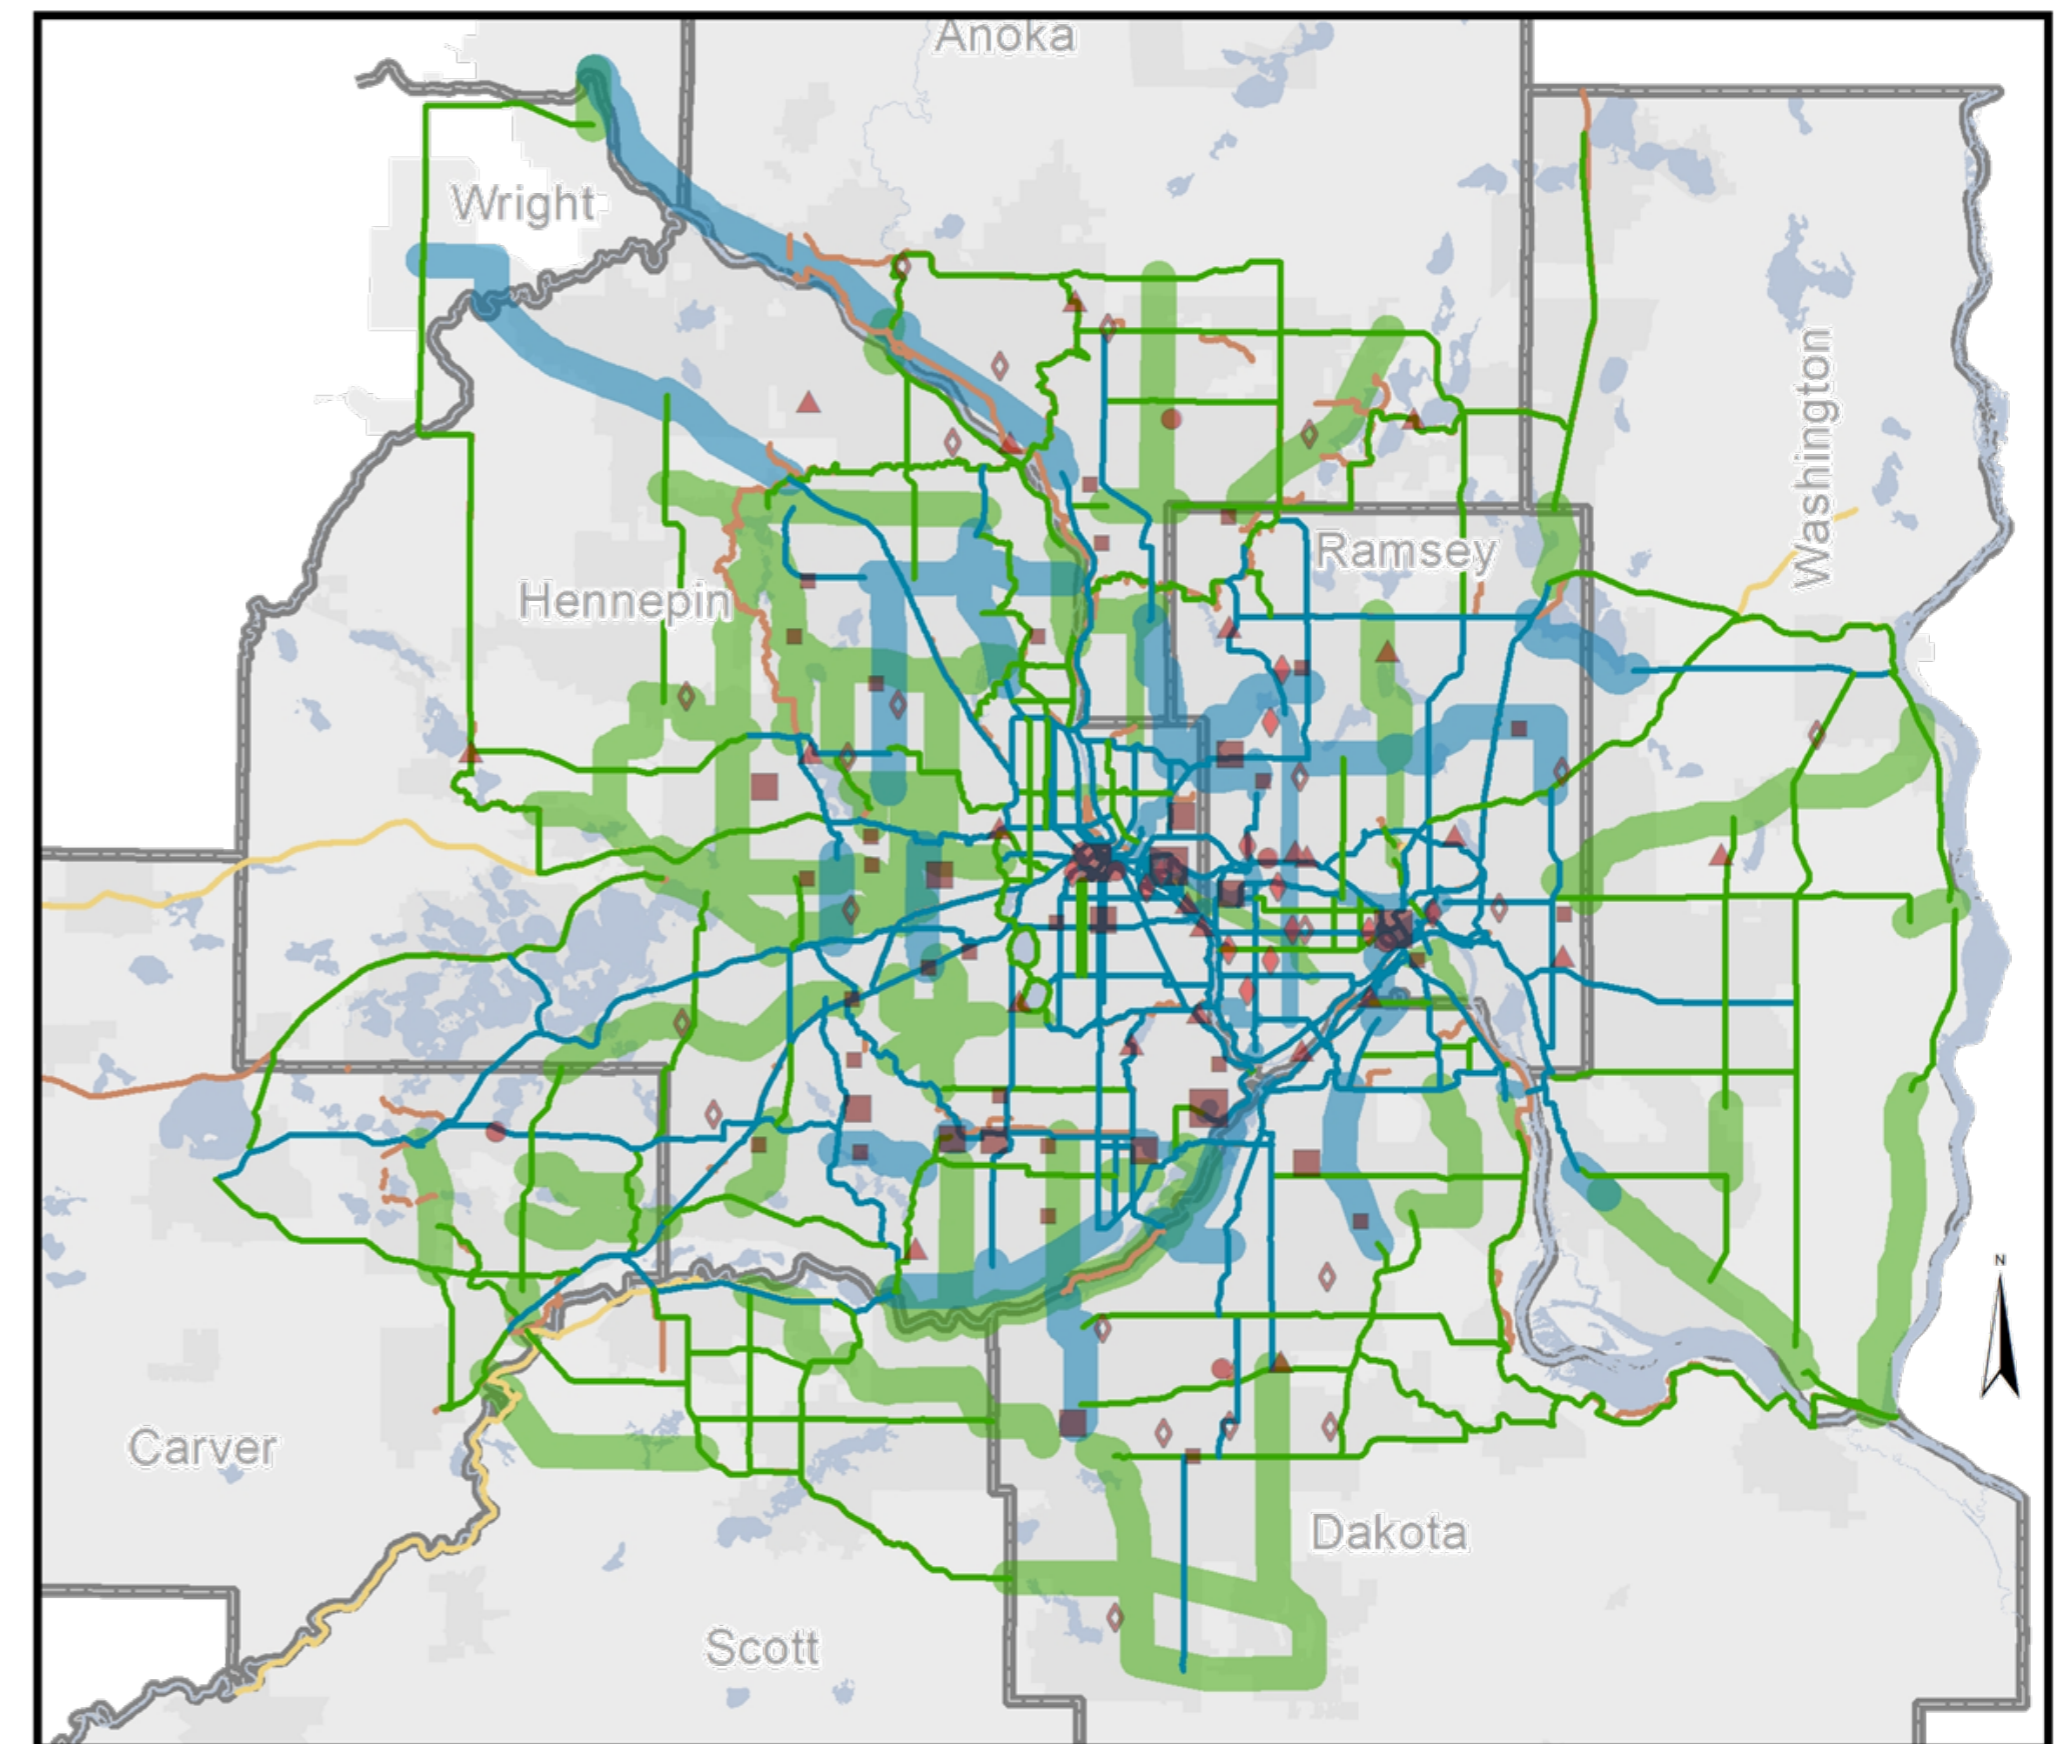 Anoka
Wright
Washington
Ramsey
Hennepin
N
Carver
Dakota
Scott